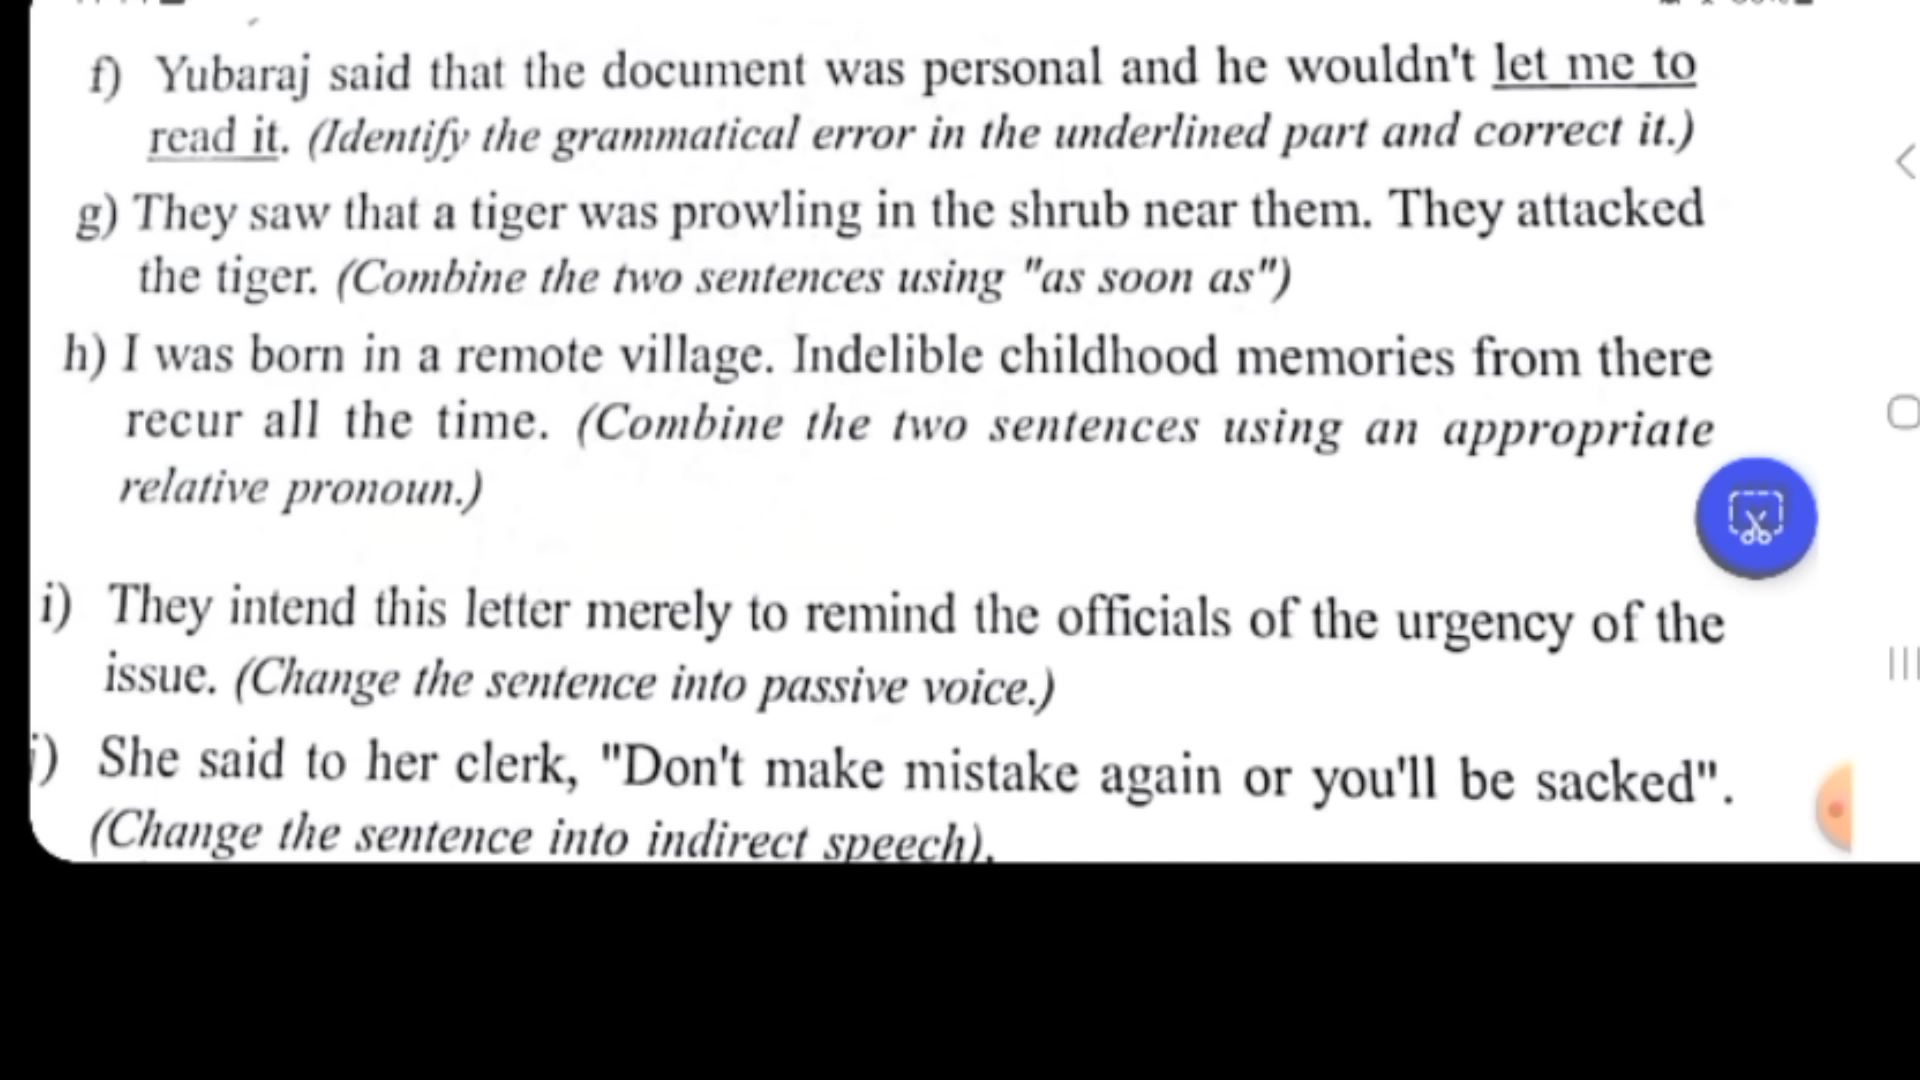 f) Yubaraj said that the document was personal and he wouldn't let me to
read it. (Identify the grammatical error in the underlined part and correct it.)
g) They saw that a tiger was prowling in the shrub near them. They attacked
the tiger. (Combine the two sentences using "as soon as")
h) I was born in a remote village. Indelible childhood memories from there
recur all the time. (Combine the two sentences using an appropriate
relative pronoun.)
i) They intend this letter merely to remind the officials of the urgency of the
issue. (Change the sentence into passive voice.)
j) She said to her clerk, "Don't make mistake again or you'll be sacked".
(Change the sentence into indirect speech).